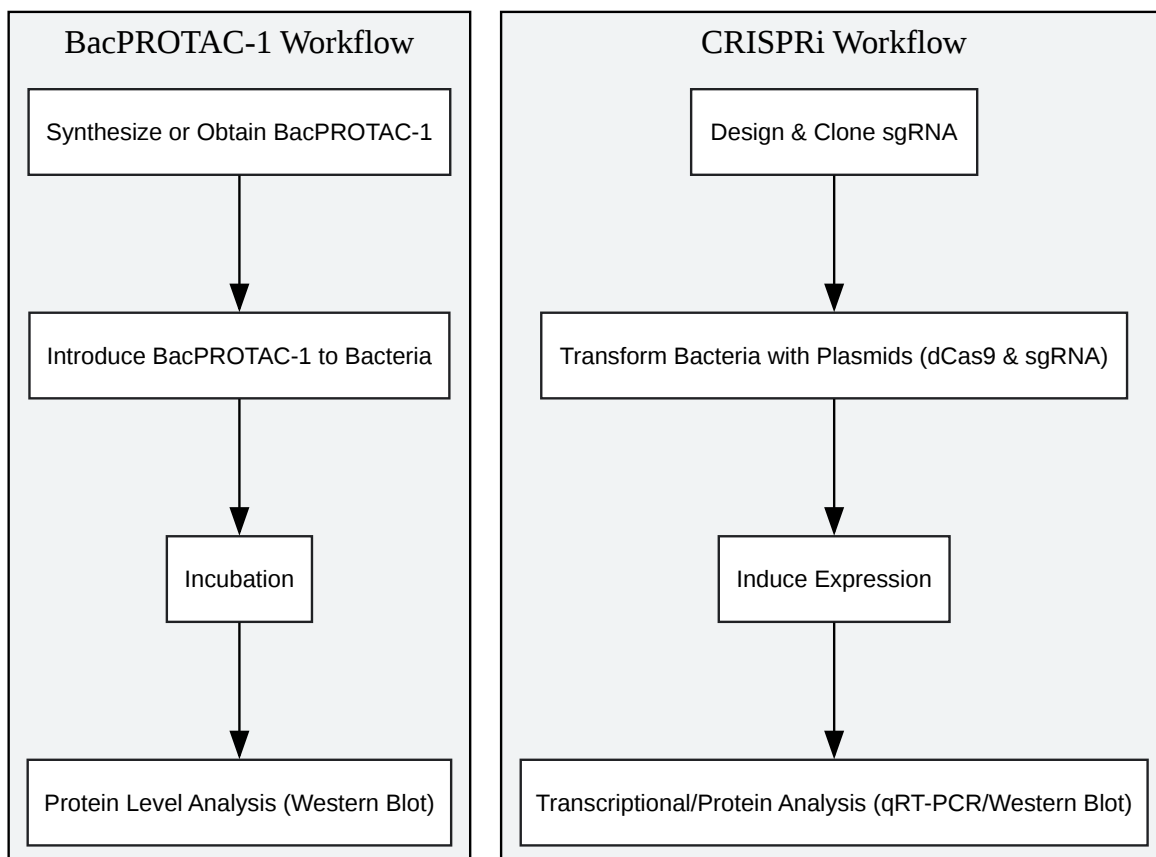 BacPROTAC-1 Workflow
Synthesize or Obtain BacPROTAC-1
Introduce BacPROTAC-1 to Bacteria
Incubation
Protein Level Analysis (Western Blot)
CRISPRi Workflow
Design & Clone sgRNA
Transform Bacteria with Plasmids (dCas9 & sgRNA)
Induce Expression
Transcriptional/Protein Analysis (qRT-PCR/Western Blot)